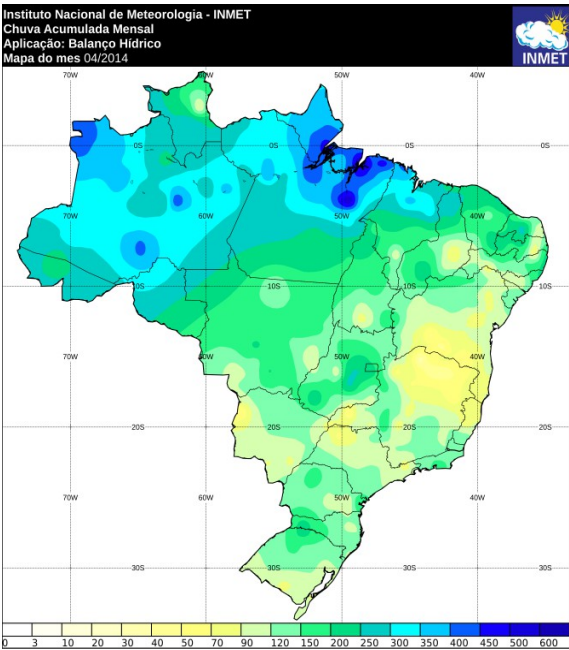 Instituto Nacional de Meteorologia - INMET
Chuva Acumulada Mensal
Aplicação: Balanço Hídrico
Mapa do mes 04/2014
INMET
70W 60W 50W 40W
0S 0S 0S 0S
70W 60W 50W 40W
10S 10S 10S 10S
70W 50W 40W
20S 20S 20S 20S
70W 60W 50W 40W
30S 30S 30S 30S
0 3 10 20 30 40 50 70 90 120 150 200 250 300 350 400 450 500 600